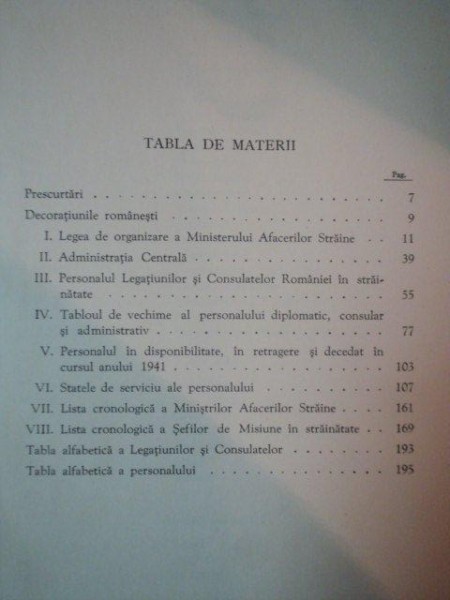 TABLA DE MATERII
Pag.
Prescurtări . . . . . . . . . . . . . . . . . . . 7
Decorațiunile românești . . . . . . . . . . . . . . 9
I. Legea de organizare a Ministerului Afacerilor Străine . . 11
II. Administrația Centrală . . . . . . . . . . . . . 39
III. Personalul Legațiunilor și Consulatelor României în străi-
nătate . . . . . . . . . . . . . . . . . 55
IV. Tabloul de vechime al personalului diplomatic, consular
și administrativ . . . . . . . . . . . . . . 77
V. Personalul în disponibilitate, în retragere și decedat în
cursul anului 1941 . . . . . . . . . . . . . 103
VI. Statele de serviciu ale personalului . . . . . . . . . 107
VII. Lista cronologică a Miniștrilor Afacerilor Străine . . . . 161
VIII. Lista cronologică a Șefilor de Misiune în străinătate . . 169
Tabla alfabetică a Legațiunilor și Consulatelor . . . . . . . 193
Tabla alfabetică a personalului . . . . . . . . . . . . 195